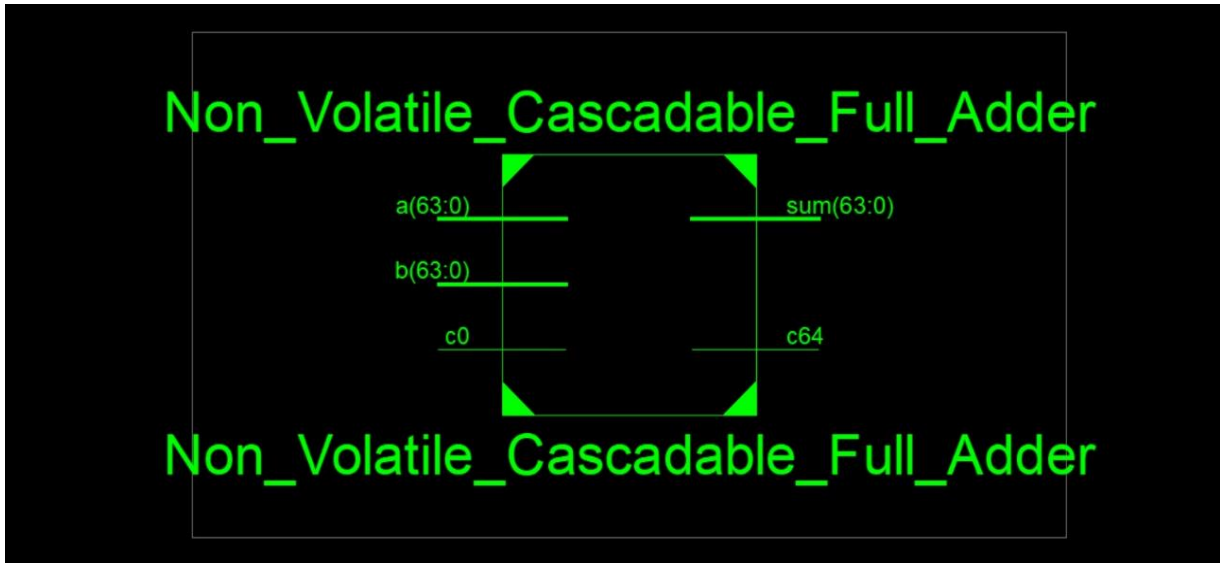 Non_Volatile_Cascadable_Full_Adder
a(63:0)
sum(63:0)
b(63:0)
c0
c64
Non_Volatile_Cascadable_Full_Adder